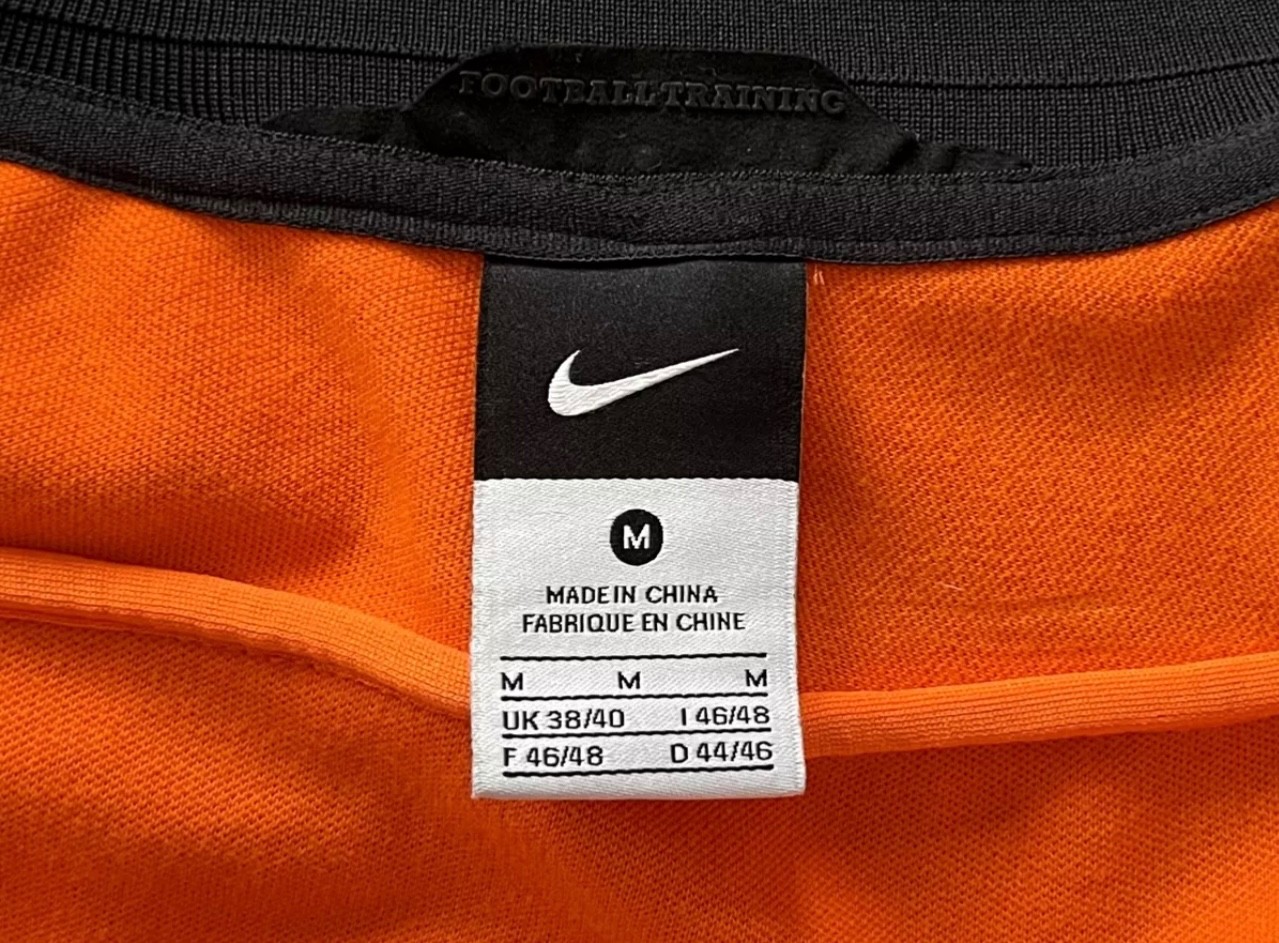 FOOTBALL TRAINING
M
MADE IN CHINA
FABRIQUE EN CHINE
M M M
UK 38/40 I 46/48
F 46/48 D 44/46